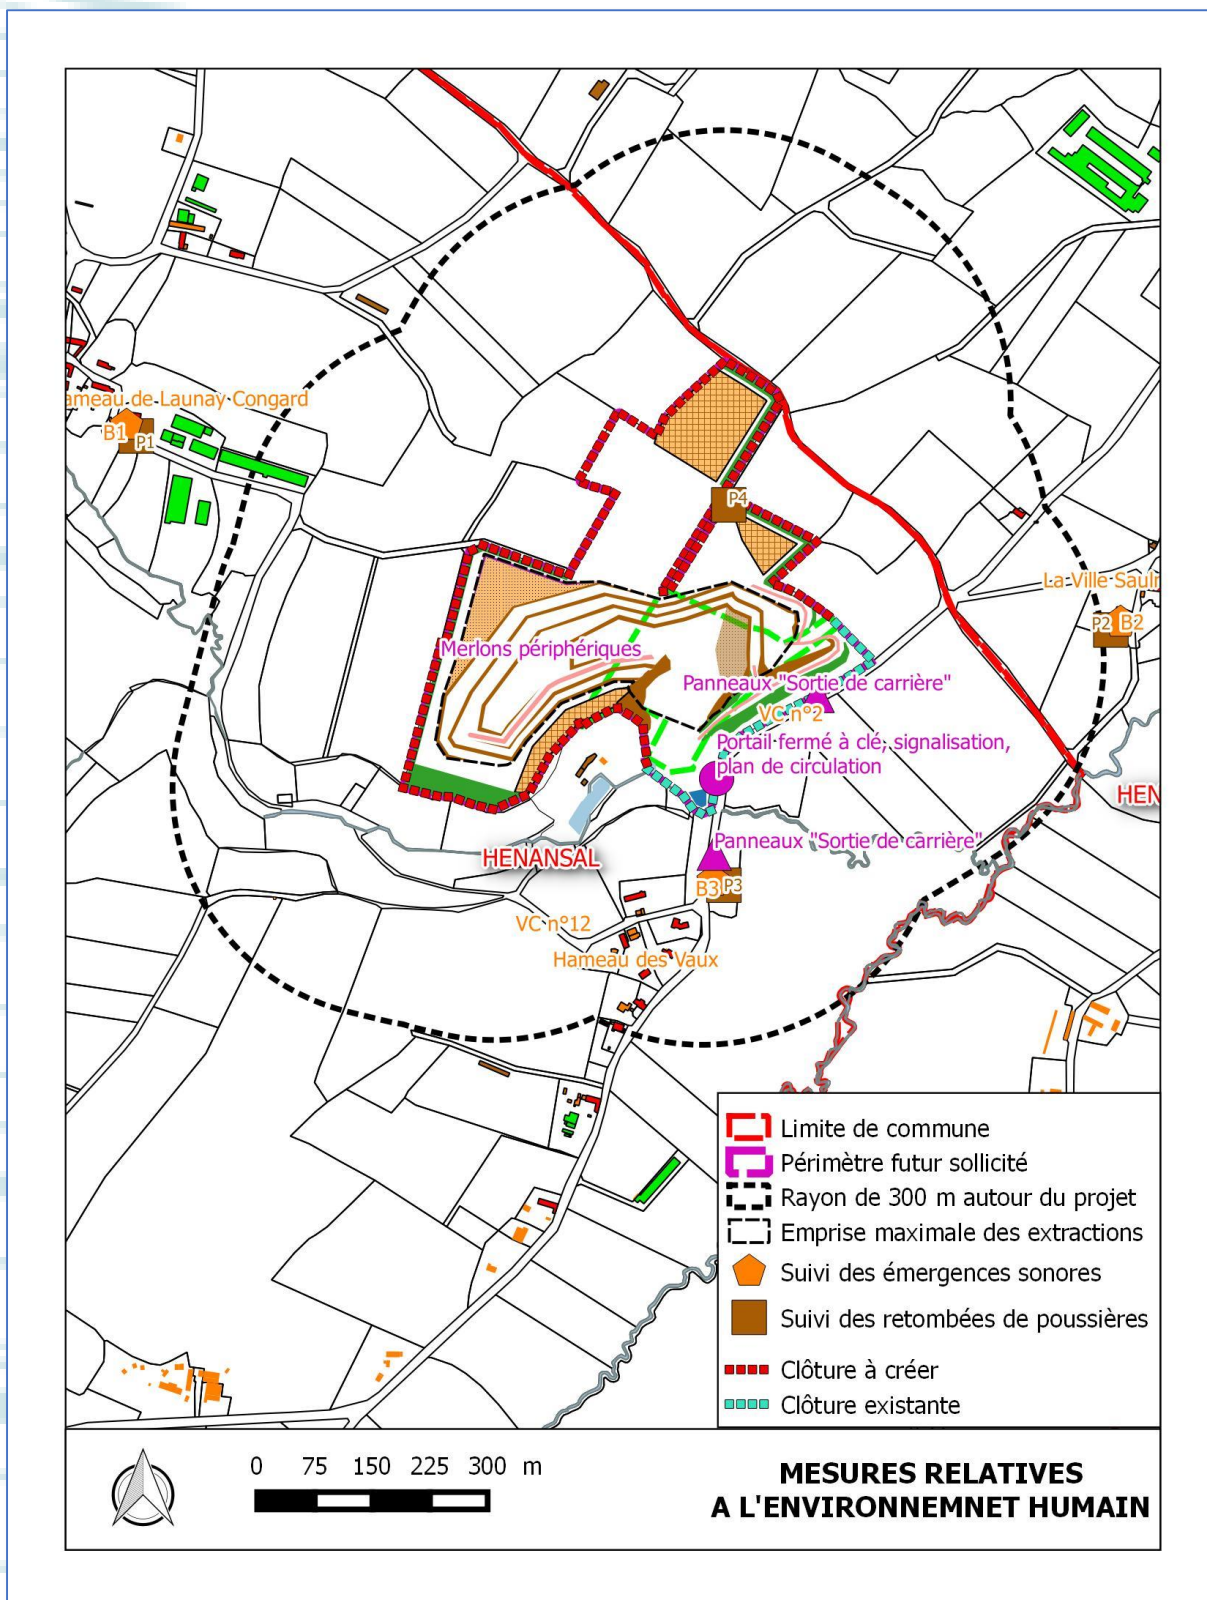 ameau de Launay Congard
B1
P1
P4
La Ville Saulr
P2
B2
Merlons périphériques
Panneaux "Sortie de carrière"
VC n°2
Portail fermé à clé, signalisation,
plan de circulation
HEN
Panneaux "Sortie de carrière"
HENANSAL
B3
P3
VC n°12
Hameau des Vaux
Limite de commune
Périmètre futur sollicité
Rayon de 300 m autour du projet
Emprise maximale des extractions
Suivi des émergences sonores
Suivi des retombées de poussières
Clôture à créer
Clôture existante
0 75 150 225 300 m
MESURES RELATIVES
A L'ENVIRONNEMNET HUMAIN